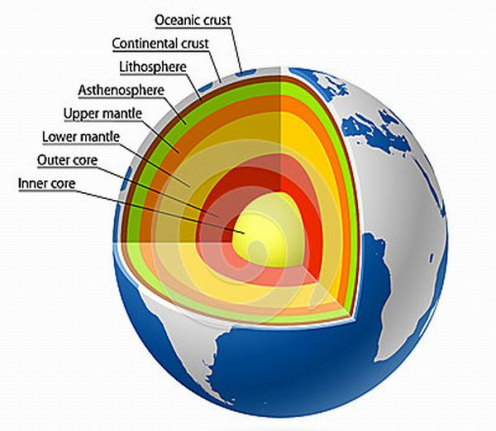 Oceanic crust
Continental crust
Lithosphere
Asthenosphere
Upper mantle
Lower mantle
Outer core
Inner core